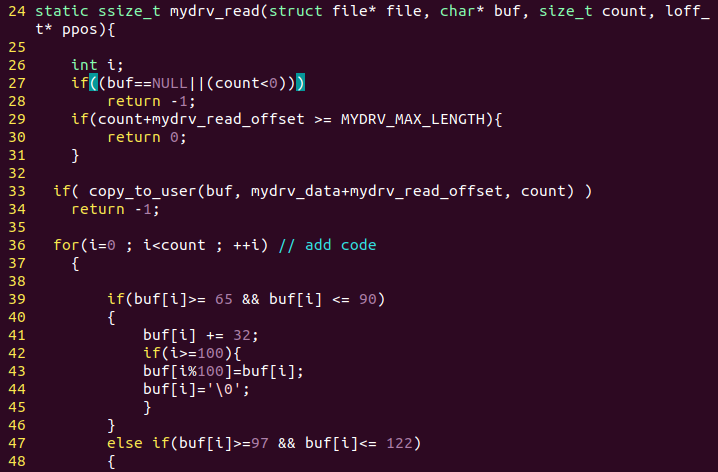 24 static ssize_t mydrv_read(struct file* file, char* buf, size_t count, loff_
t* ppos){
25
26     int i;
27     if((buf==NULL||(count<0)))
28         return -1;
29     if(count+mydrv_read_offset >= MYDRV_MAX_LENGTH){
30         return 0;
31     }
32
33   if( copy_to_user(buf, mydrv_data+mydrv_read_offset, count) )
34     return -1;
35
36   for(i=0 ; i<count ; ++i) // add code
37     {
38
39         if(buf[i]>= 65 && buf[i] <= 90)
40         {
41             buf[i] += 32;
42             if(i>=100){
43             buf[i%100]=buf[i];
44             buf[i]='\0';
45             }
46         }
47         else if(buf[i]>=97 && buf[i]<= 122)
48         {